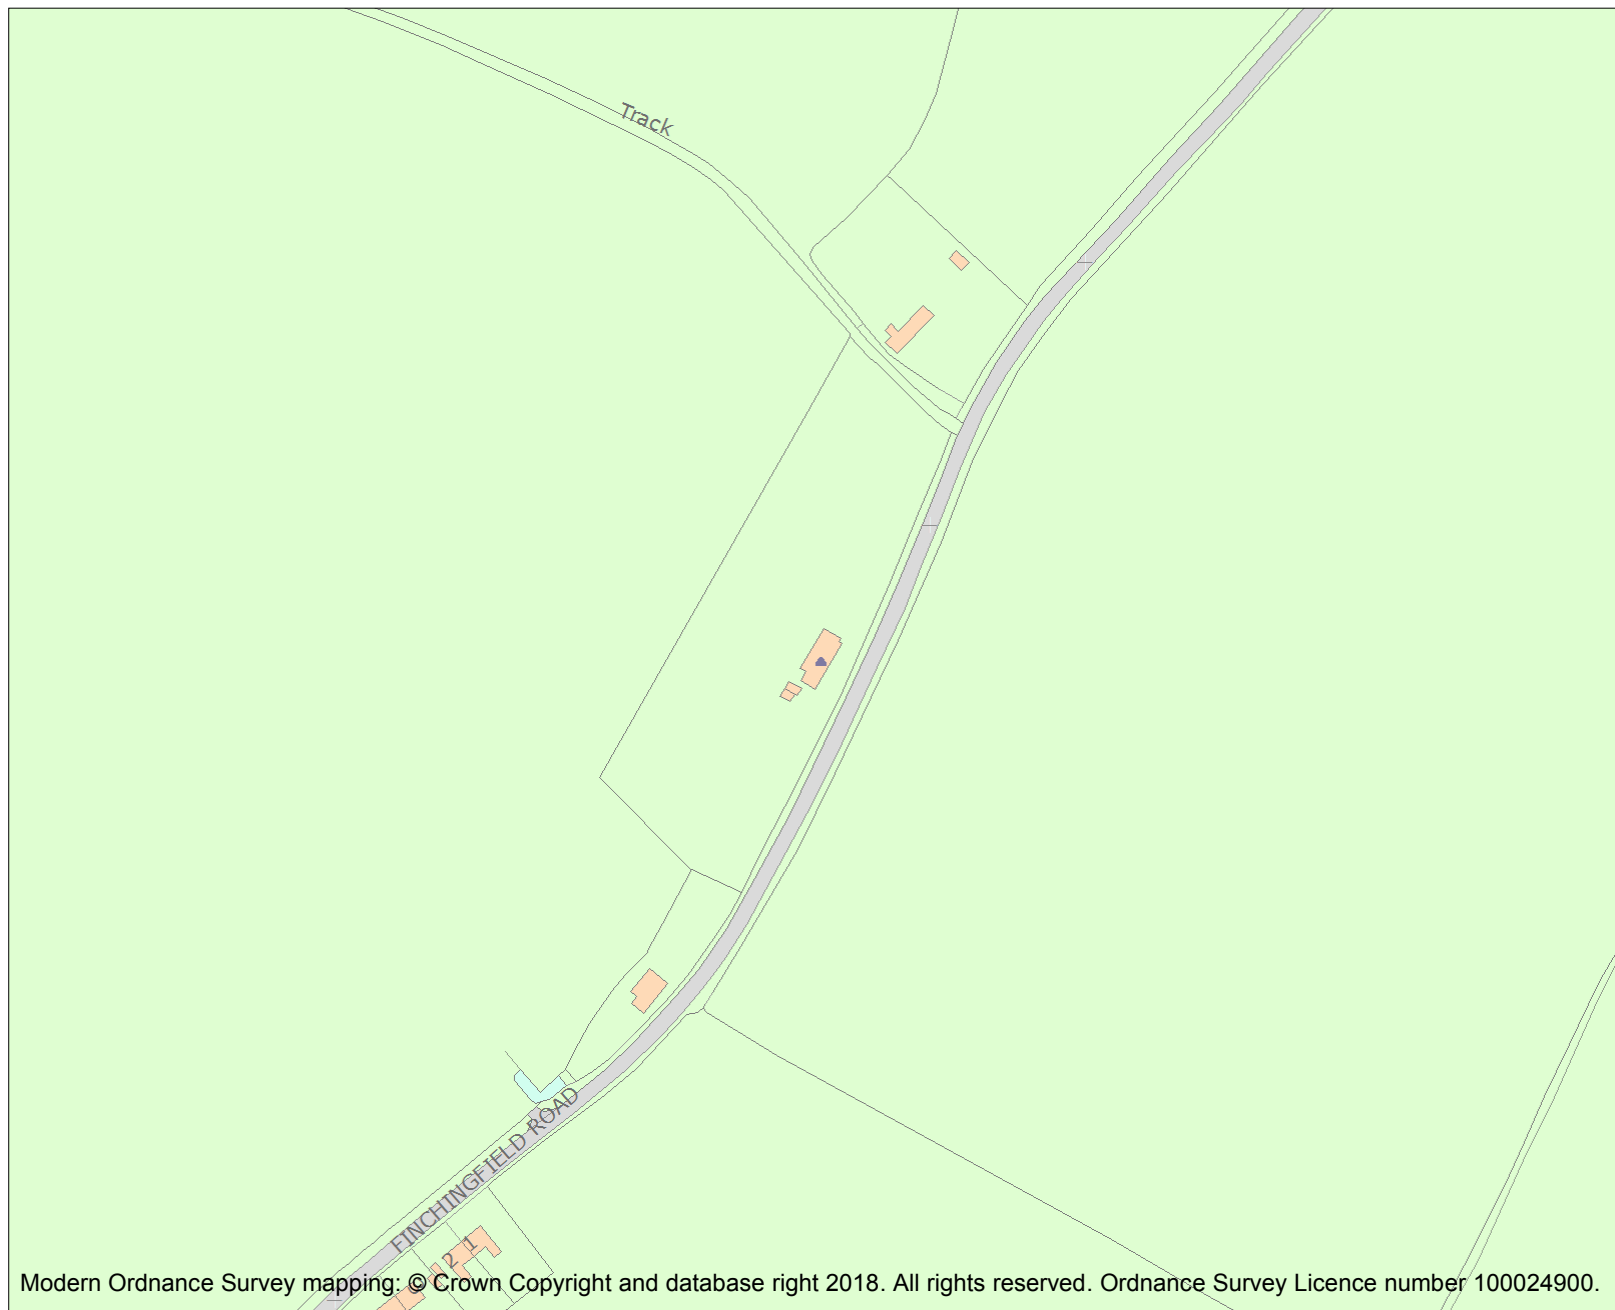 Track
FINCHINGFIELD ROAD
2 1
Modern Ordnance Survey mapping: © Crown Copyright and database right 2018. All rights reserved. Ordnance Survey Licence number 100024900.